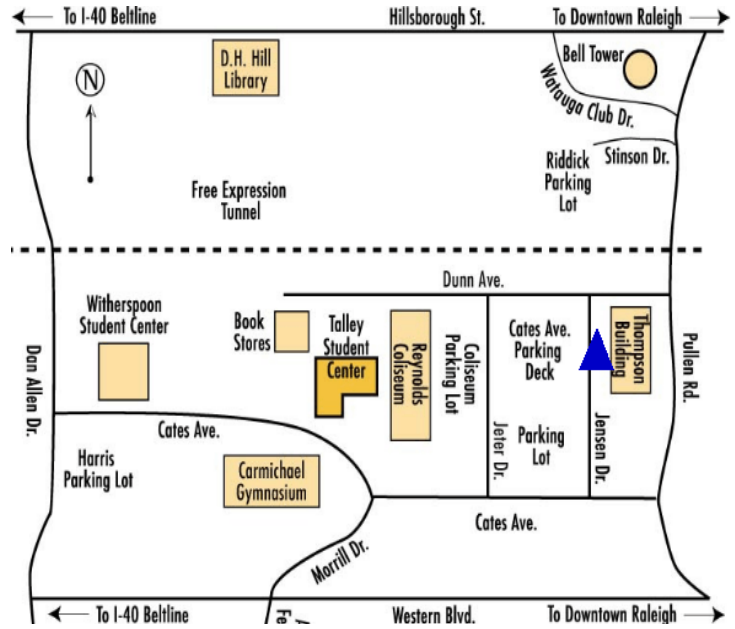 To I-40 Beltline
Hillsborough St.
To Downtown Raleigh
D.H. Hill
Library
Bell Tower
N
Watauga Club Dr.
Stinson Dr.
Riddick
Parking
Lot
Free Expression
Tunnel
Dunn Ave.
Witherspoon
Student Center
Book
Stores
Talley
Student
Center
Reynolds
Coliseum
Coliseum
Parking Lot
Cates Ave.
Parking
Deck
Thompson
Building
Pullen Rd.
Dan Allen Dr.
Cates Ave.
Harris
Parking Lot
Carmichael
Gymnasium
Jeter Dr.
Parking
Lot
Jensen Dr.
Cates Ave.
Morrill Dr.
To I-40 Beltline
Western Blvd.
To Downtown Raleigh